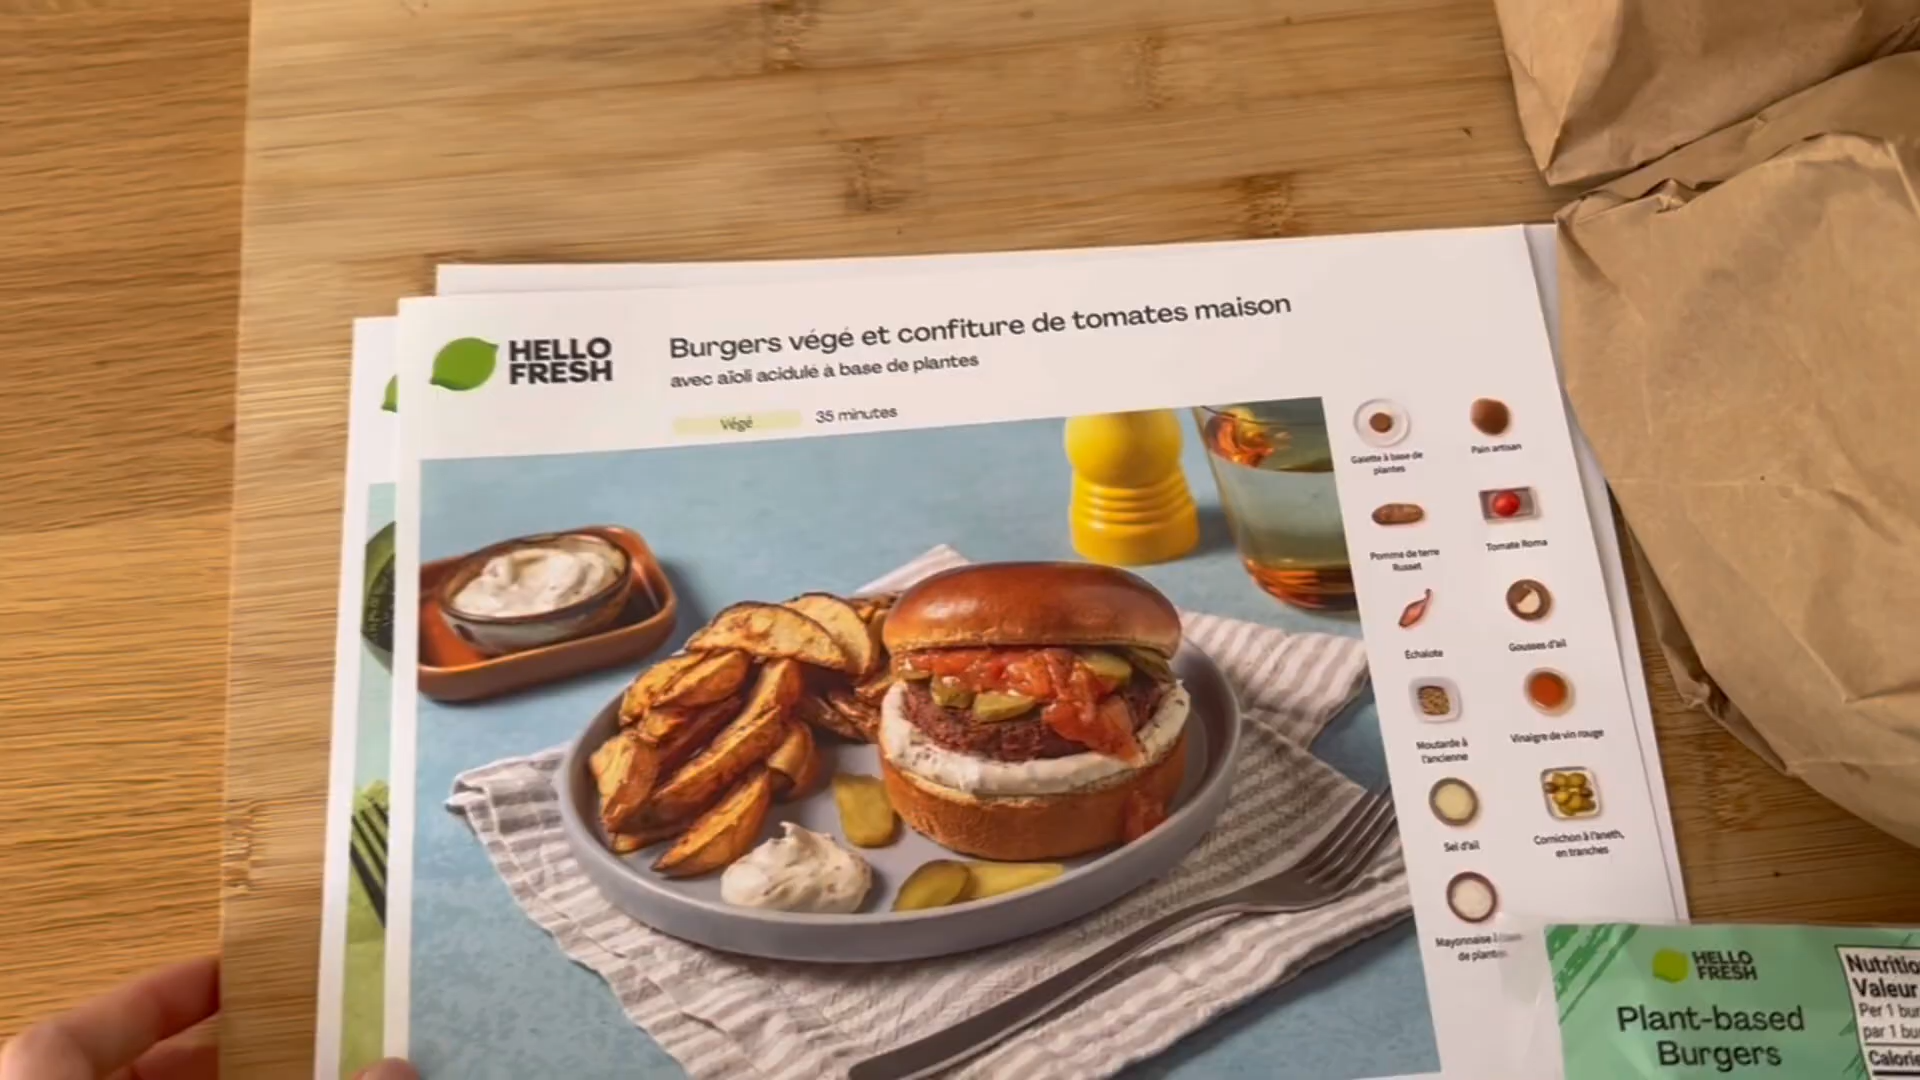 HELLO
FRESH
Burgers végé et confiture de tomates maison
avec aïoli acidulé à base de plantes
Végé
35 minutes
Galette à base de
plantes
Pain artisan
Pomme de terre
Russet
Tomate Roma
Échalote
Gousses d'ail
Moutarde à
l'ancienne
Vinaigre de vin rouge
Sel d'ail
Cornichon à l'aneth,
en tranches
Mayonnaise à base
de plantes
HELLO
FRESH
Plant-based
Burgers
Nutritio
Valeur
Per 1 bur
par 1 bu
Calorie